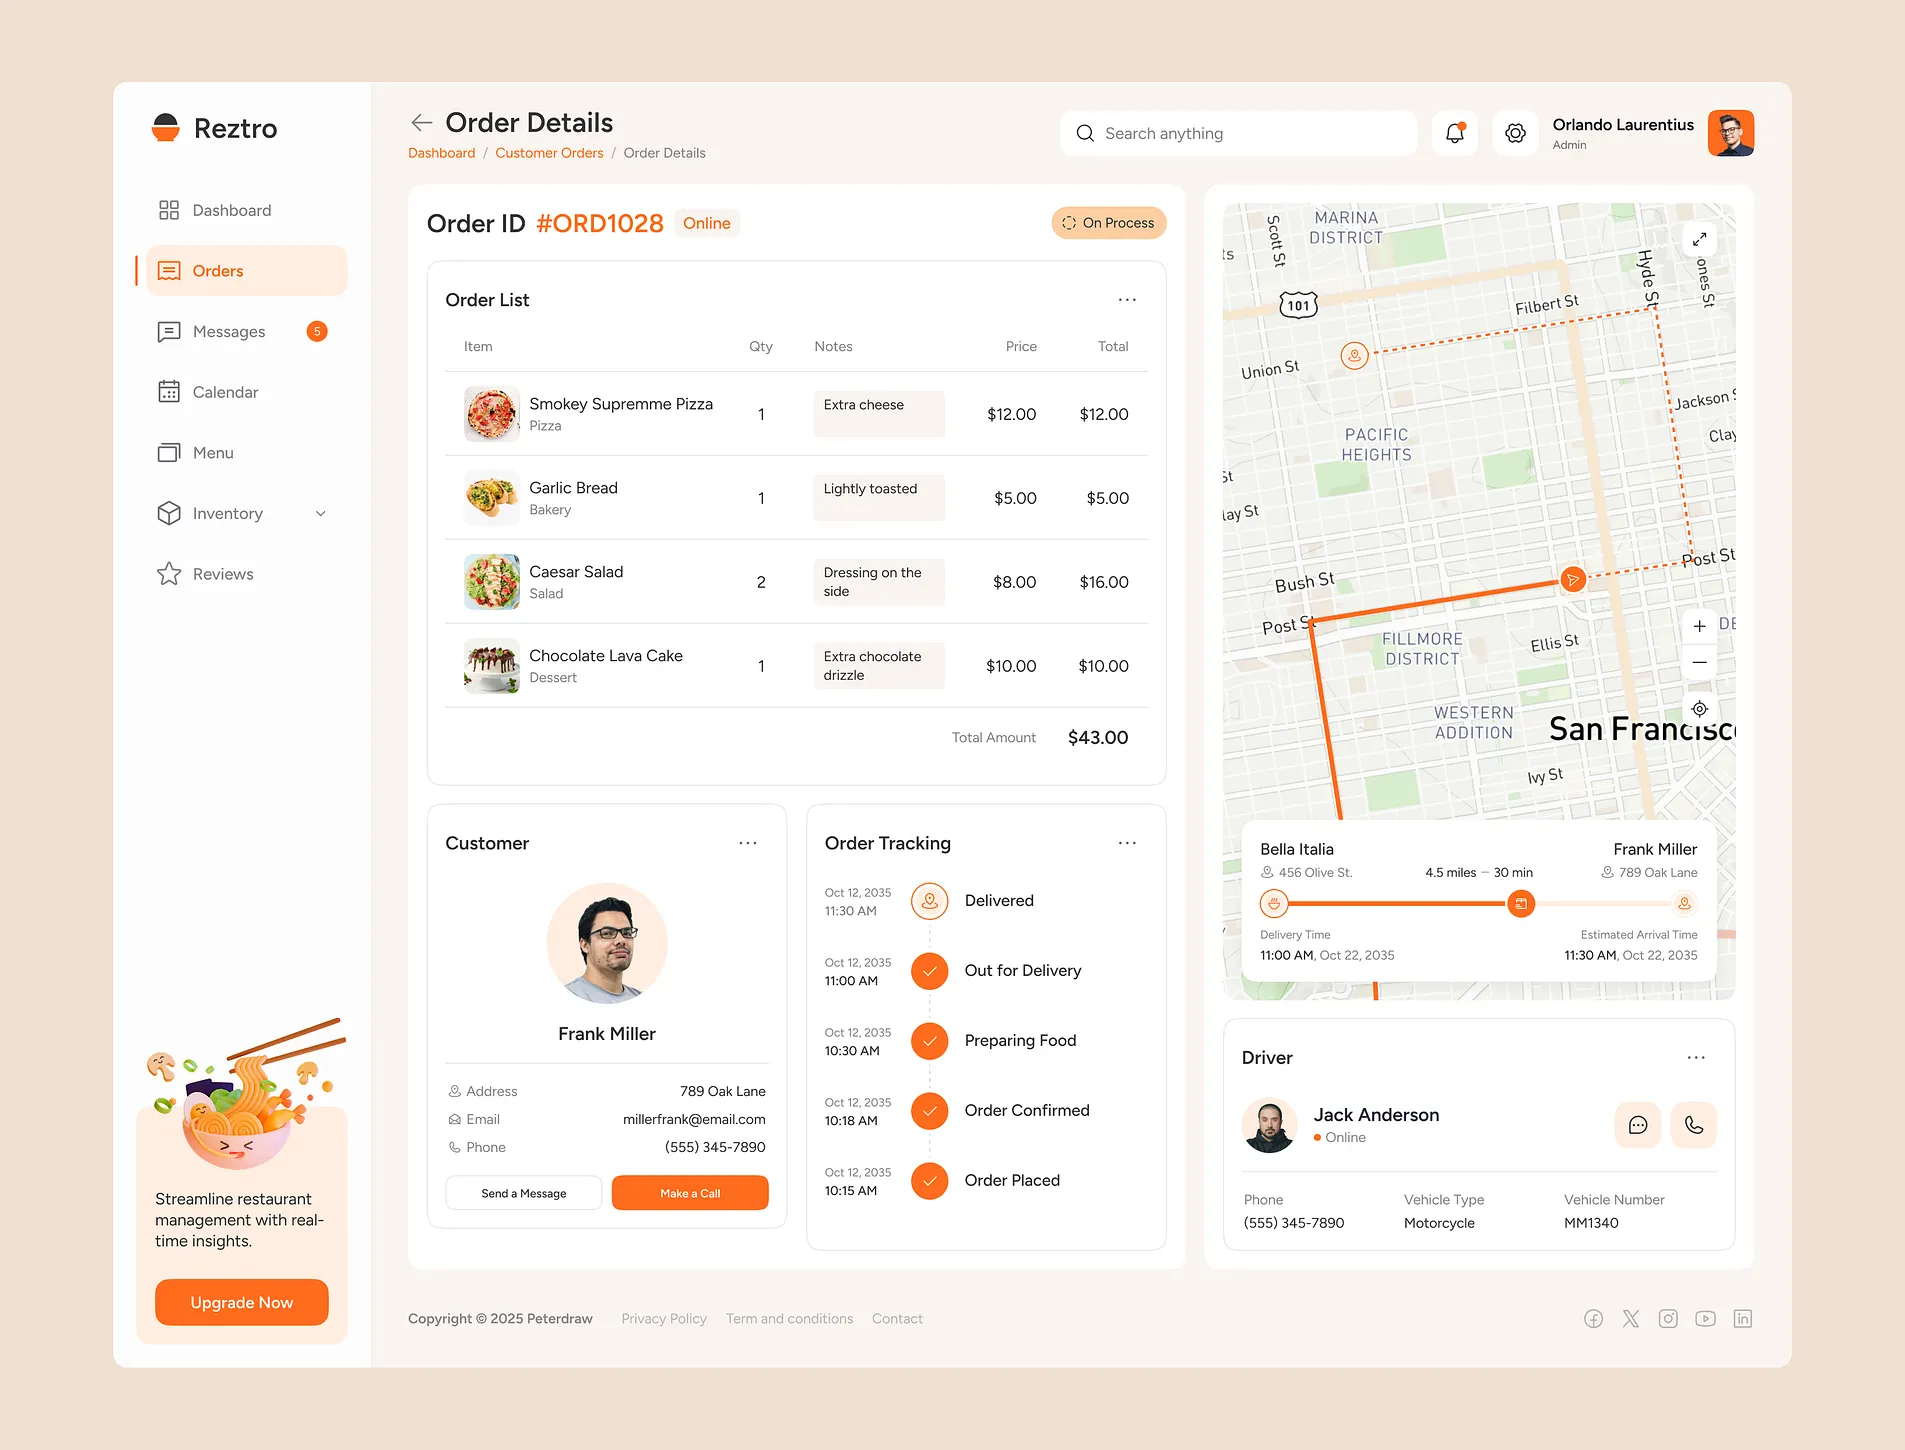 Reztro
Dashboard
Orders
Messages
5
Calendar
Menu
Inventory
Reviews
Streamline restaurant
management with real-
time insights.
Upgrade Now
Order Details
Dashboard / Customer Orders / Order Details
Search anything
Orlando Laurentius
Admin
Order ID #ORD1028 Online
On Process
Order List
Item Qty Notes Price Total
Smokey Supremme Pizza
Pizza
1
Extra cheese
$12.00
$12.00
Garlic Bread
Bakery
1
Lightly toasted
$5.00
$5.00
Caesar Salad
Salad
2
Dressing on the
side
$8.00
$16.00
Chocolate Lava Cake
Dessert
1
Extra chocolate
drizzle
$10.00
$10.00
Total Amount $43.00
Customer
Frank Miller
Address 789 Oak Lane
Email millerfrank@email.com
Phone (555) 345-7890
Send a Message
Make a Call
Order Tracking
Oct 12, 2035
11:30 AM
Delivered
Oct 12, 2035
11:00 AM
Out for Delivery
Oct 12, 2035
10:30 AM
Preparing Food
Oct 12, 2035
10:18 AM
Order Confirmed
Oct 12, 2035
10:15 AM
Order Placed
Scott St
MARINA
DISTRICT
ts
Hyde St
ones St
101
Filbert St
Union St
Jackson S
PACIFIC
HEIGHTS
Clay
St
lay St
Post St
Bush St
Post St
FILLMORE
DISTRICT
Ellis St
DE
WESTERN
ADDITION
San Francisco
Ivy St
Bella Italia
456 Olive St.
4.5 miles – 30 min
Frank Miller
789 Oak Lane
Delivery Time
11:00 AM, Oct 22, 2035
Estimated Arrival Time
11:30 AM, Oct 22, 2035
Driver
Jack Anderson
Online
Phone
(555) 345-7890
Vehicle Type
Motorcycle
Vehicle Number
MM1340
Copyright © 2025 Peterdraw
Privacy Policy
Term and conditions
Contact